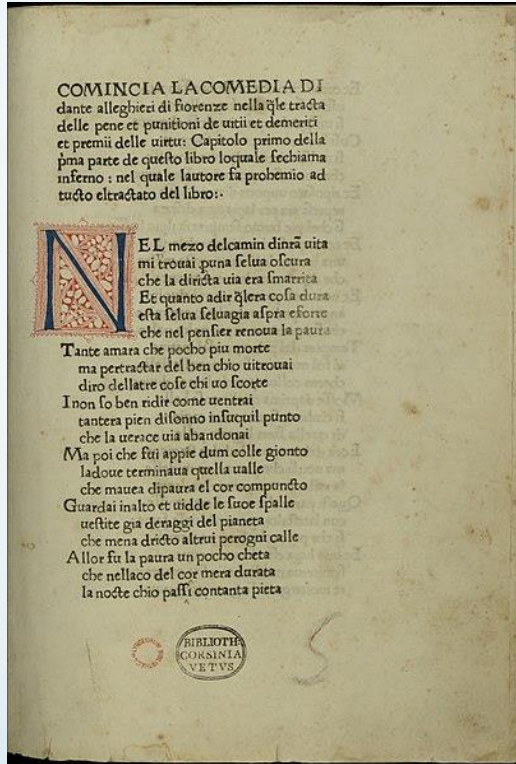 COMINCIA LACOMEDIA DI
dante alleghieri di fiorenze nella q̄le tracta
delle pene et punitioni de uitii et demeriti
et premii delle uirtu: Capitolo primo della
p̄ma parte de queſto libro loquale ſechiama
inferno : nel quale lautore fa prohemio ad
tucto eltractato del libro:·
NEL mezo delcamin dinr̄a uita
mi trouai ꝑuna ſelua oſcura
che la diricta uia era ſmarrita
Et quanto adir q̄lera coſa dura
eſta ſelua ſeluagia aſpra eforte
che nel penſier renoua la paura
Tante amara che pocho piu morte
ma pertractar del ben chio uitrouai
diro dellatre coſe chi uo ſcorte
I non ſo ben ridir come uentrai
tantera pien diſonno inſuquil punto
che la uerace uia abandonai
Ma poi che fui appie dum colle gionto
ladoue terminaua quella ualle
che mauea dipaura el cor compuncto
Guardai inalto et uidde le ſuoe ſpalle
ueſtite gia deraggi del pianeta
che mena dricto altrui perogni calle
Allor fu la paura un pocho cheta
che nellaco del cor mera durata
la nocte chio paſſi contanta pieta
BIBLIOTH·
CORSINIA
VETVS